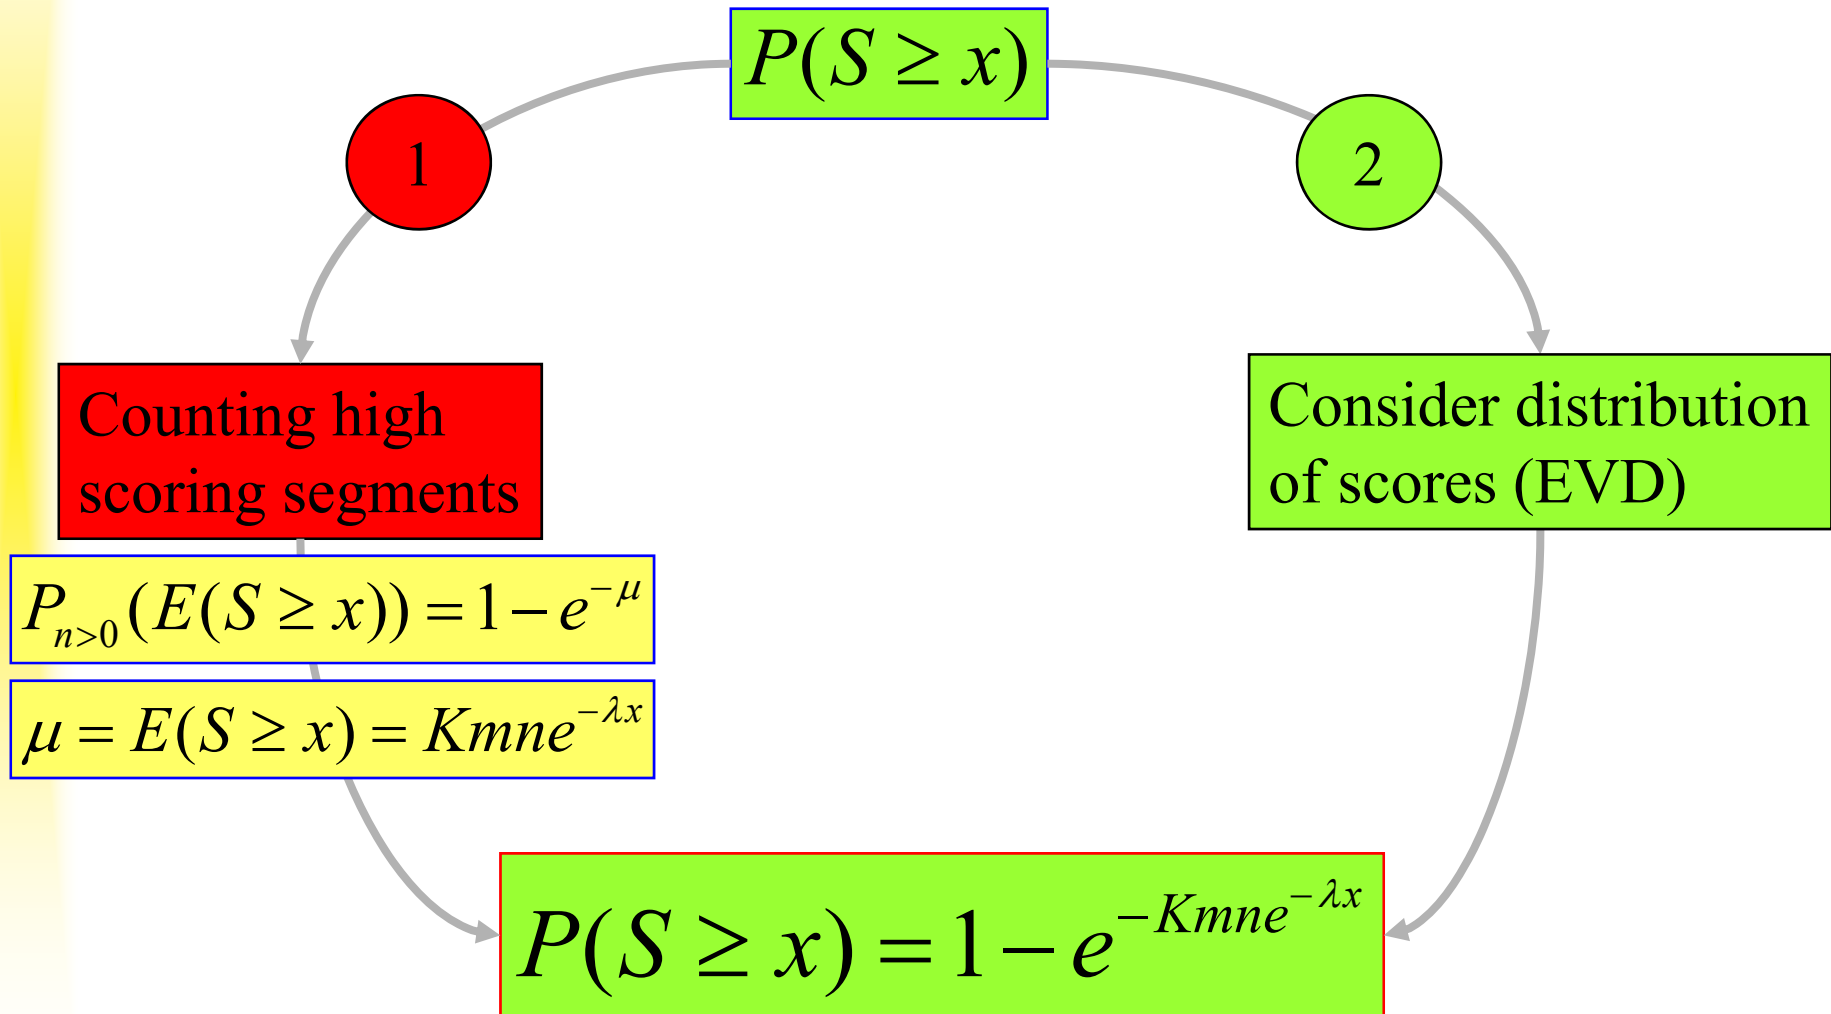 P(S ≥ x)
1
2
Counting high
scoring segments
Consider distribution
of scores (EVD)
P_{n>0}(E(S ≥ x)) = 1 − e^{−μ}
μ = E(S ≥ x) = Kmne^{−λx}
P(S ≥ x) = 1 − e^{−Kmne^{−λx}}